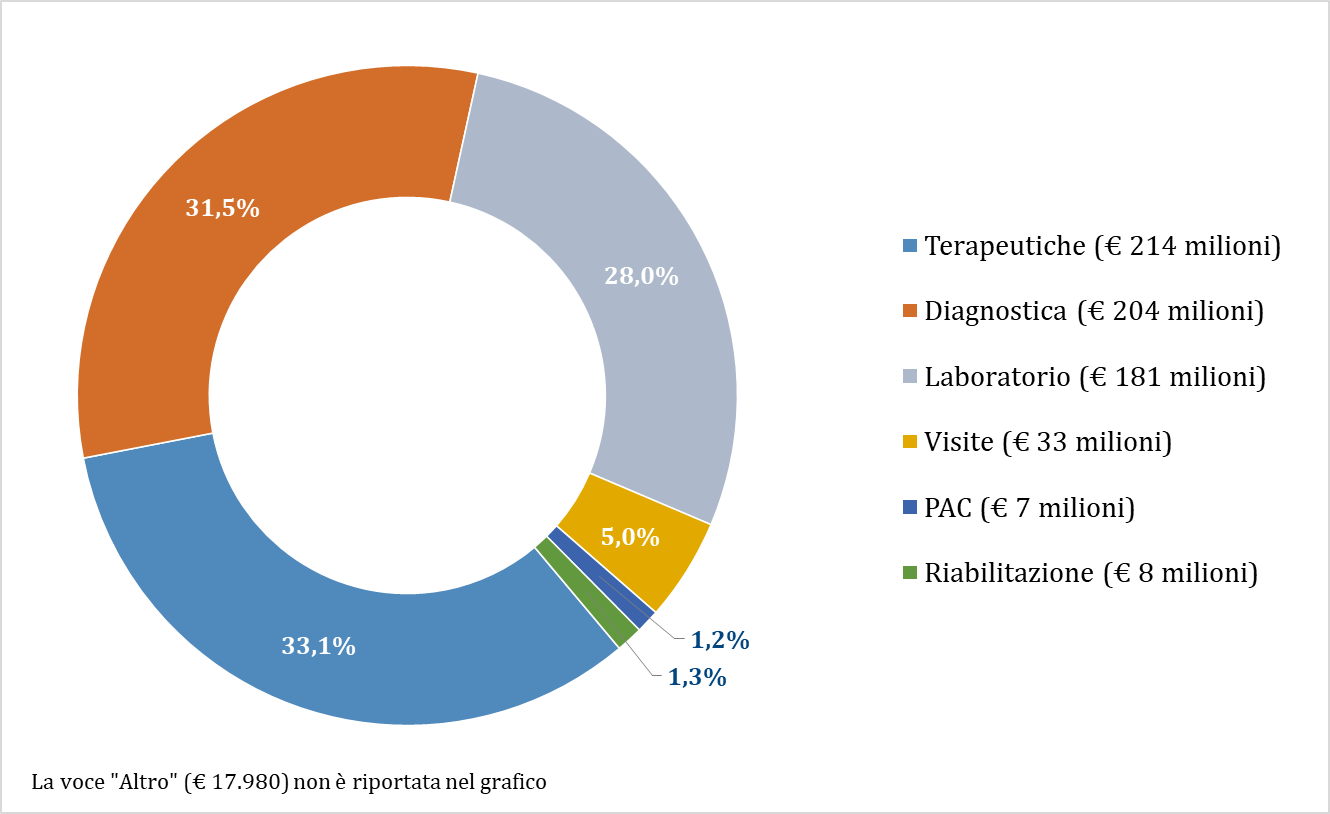 31,5%
28,0%
5,0%
1,2%
1,3%
33,1%
Terapeutiche (€ 214 milioni)
Diagnostica (€ 204 milioni)
Laboratorio (€ 181 milioni)
Visite (€ 33 milioni)
PAC (€ 7 milioni)
Riabilitazione (€ 8 milioni)
La voce "Altro" (€ 17.980) non è riportata nel grafico